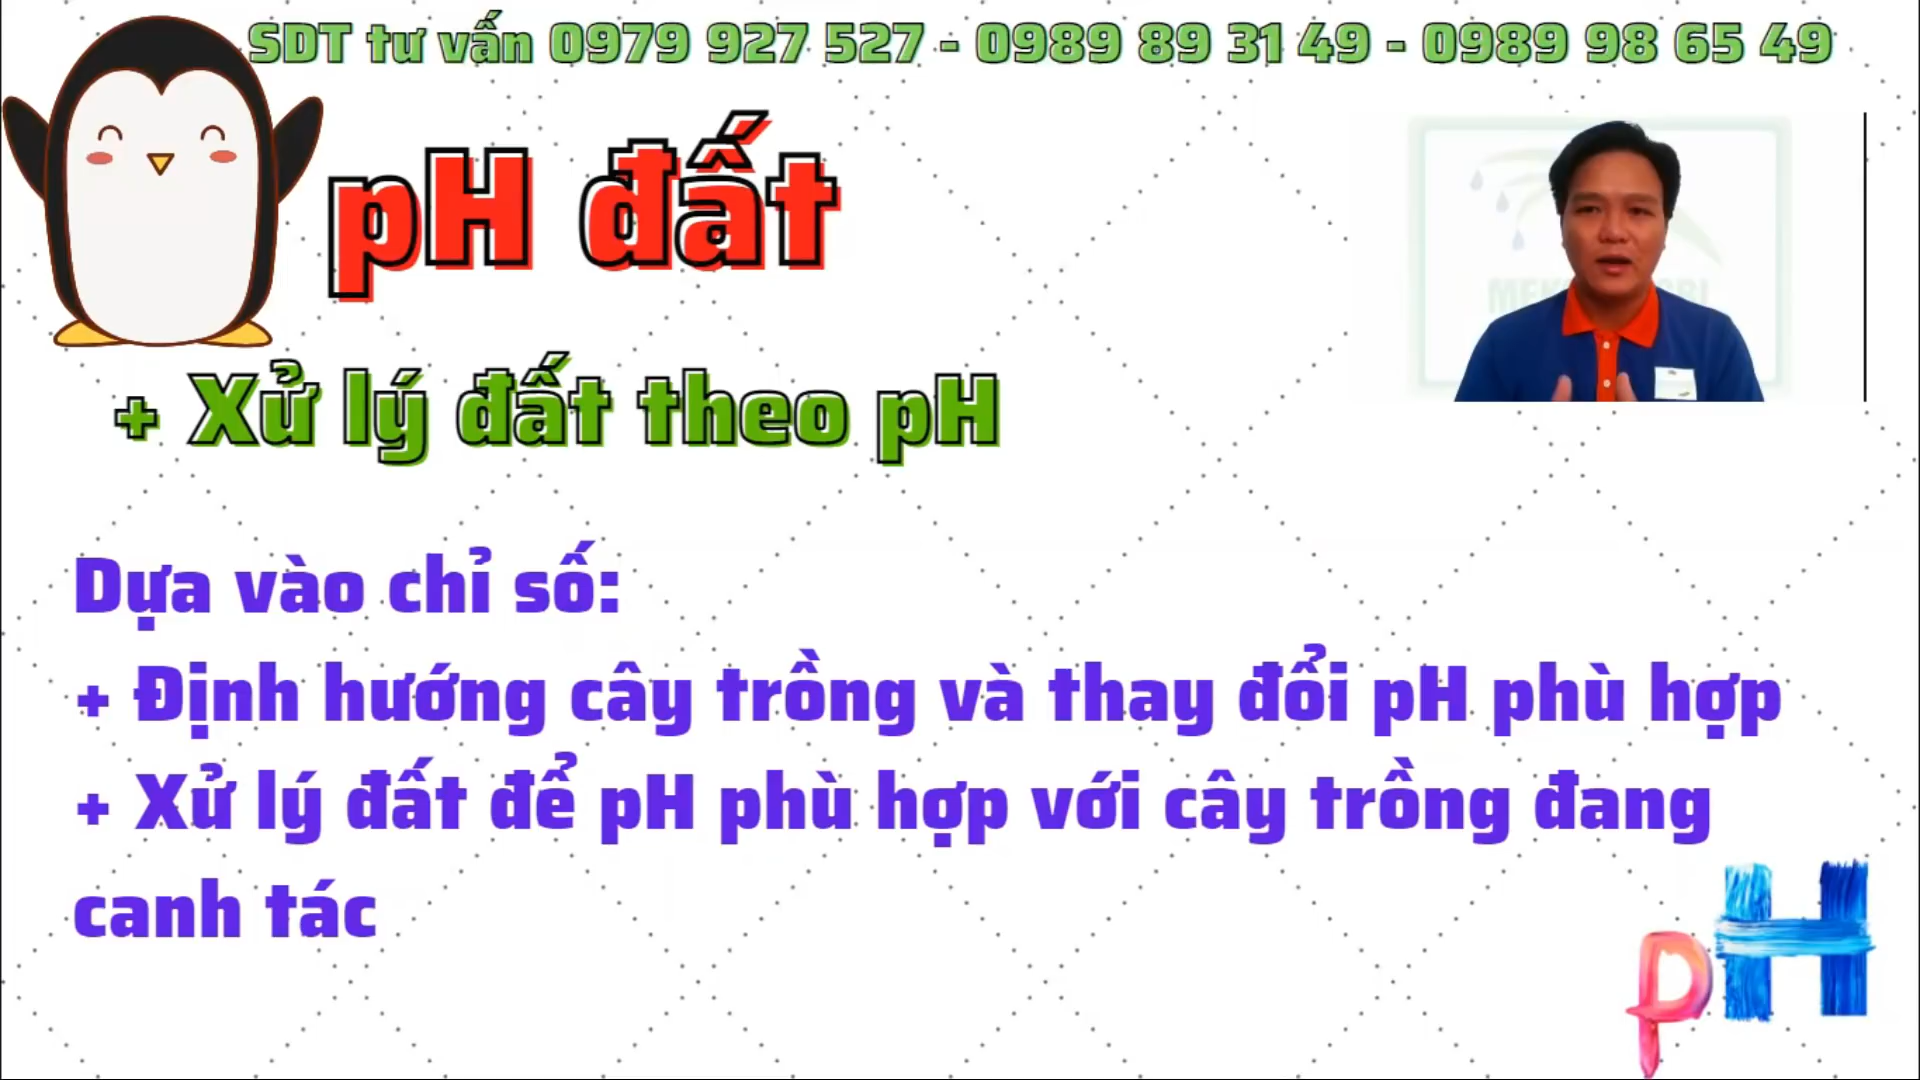 SDT tư vấn 0979 927 527 - 0989 89 31 49 - 0989 98 65 49
pH đất
+ Xử lý đất theo pH
Dựa vào chỉ số:
+ Định hướng cây trồng và thay đổi pH phù hợp
+ Xử lý đất để pH phù hợp với cây trồng đang
canh tác
pH